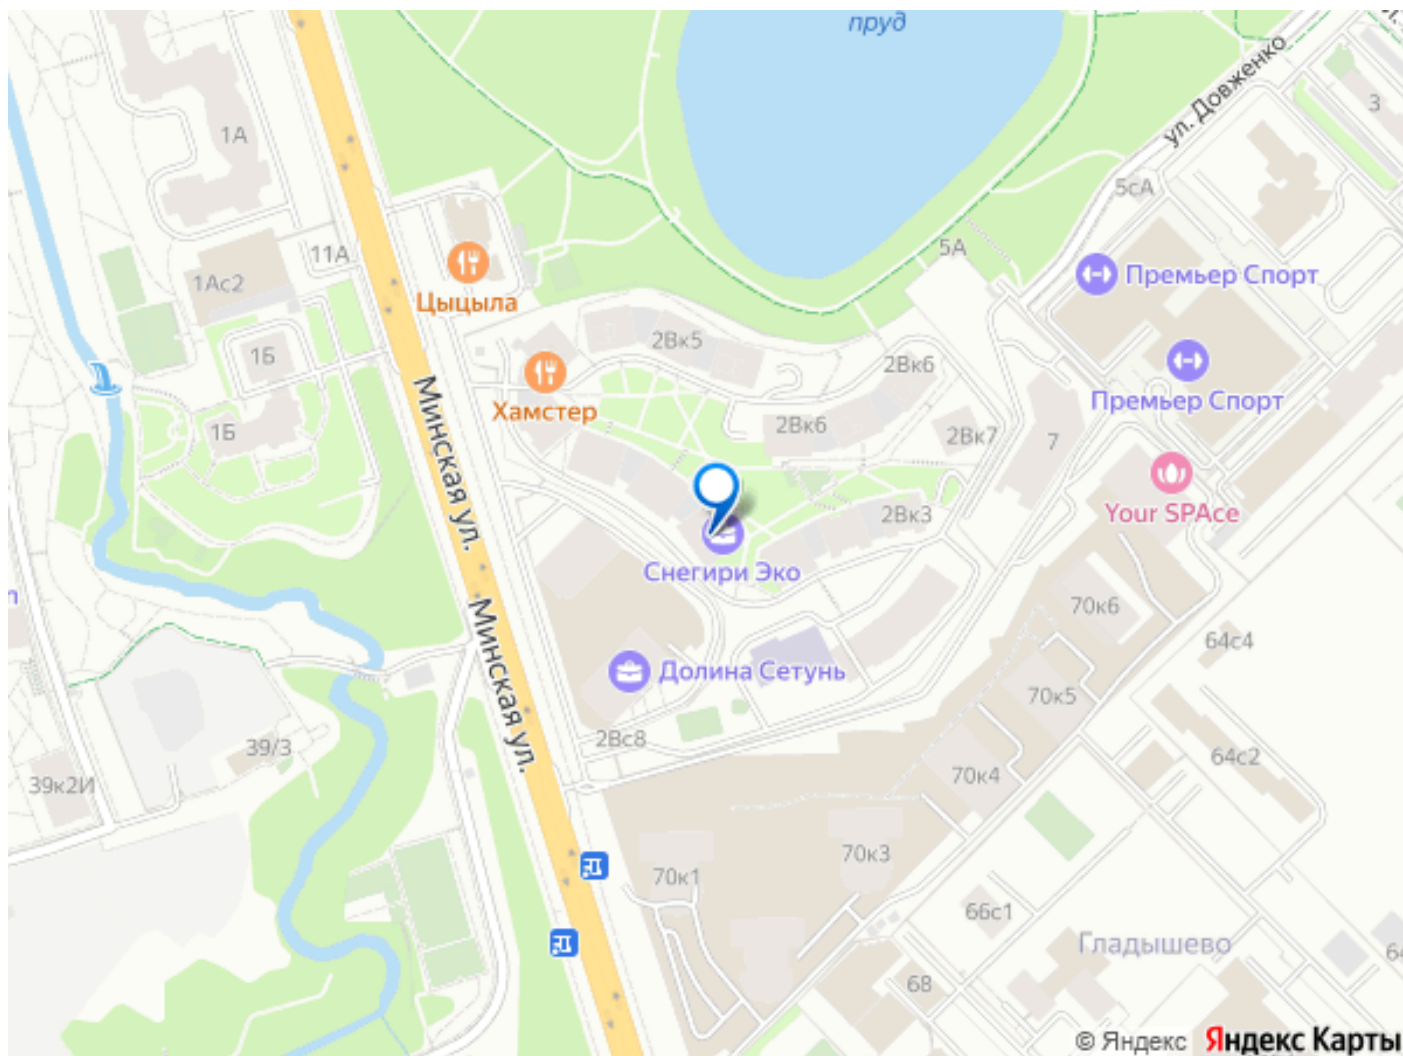 пруд
ул. Довженко
3
1А
5сА
11А
5А
1Ас2
Премьер Спорт
Цыцыла
2Вк5
1Б
2Вк6
Минская ул.
Хамстер
Премьер Спорт
1Б
2Вк6
2Вк7
7
2Вк3
Your SPAce
Снегири Эко
70к6
Минская ул.
64с4
Долина Сетунь
70к5
2Вс8
39/3
64с2
39к2И
70к4
70к3
70к1
66с1
Гладышево
68
© Яндекс Яндекс Карты